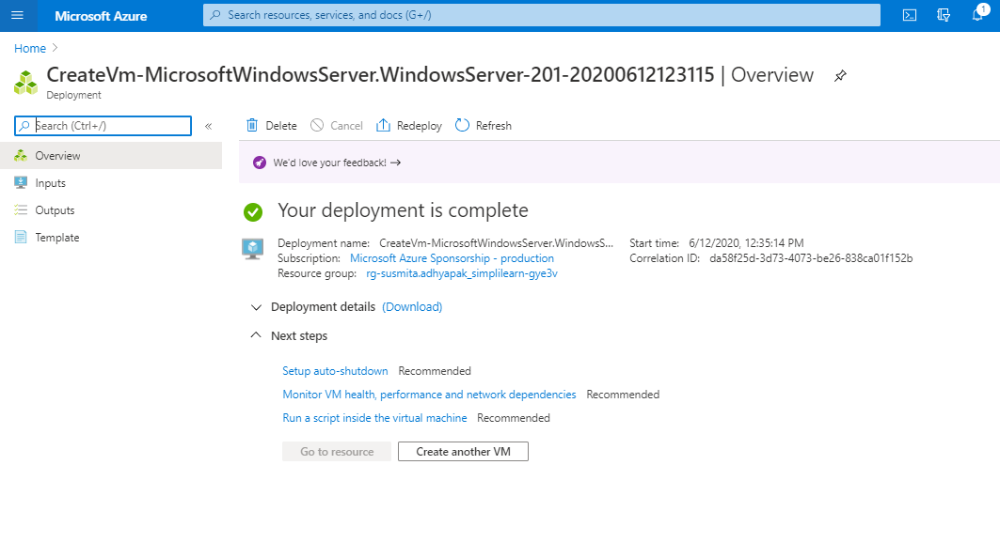 Microsoft Azure
Search resources, services, and docs (G+/)
1
Home
CreateVm-MicrosoftWindowsServer.WindowsServer-201-20200612123115 | Overview
Deployment
Search (Ctrl+/)
«
Delete
Cancel
Redeploy
Refresh
Overview
Inputs
Outputs
Template
We'd love your feedback! →
Your deployment is complete
Deployment name: CreateVm-MicrosoftWindowsServer.WindowsS...
Subscription: Microsoft Azure Sponsorship - production
Resource group: rg-susmita.adhyapak_simplilearn-gye3v
Start time: 6/12/2020, 12:35:14 PM
Correlation ID: da58f25d-3d73-4073-be26-838ca01f152b
Deployment details (Download)
Next steps
Setup auto-shutdown Recommended
Monitor VM health, performance and network dependencies Recommended
Run a script inside the virtual machine Recommended
Go to resource
Create another VM